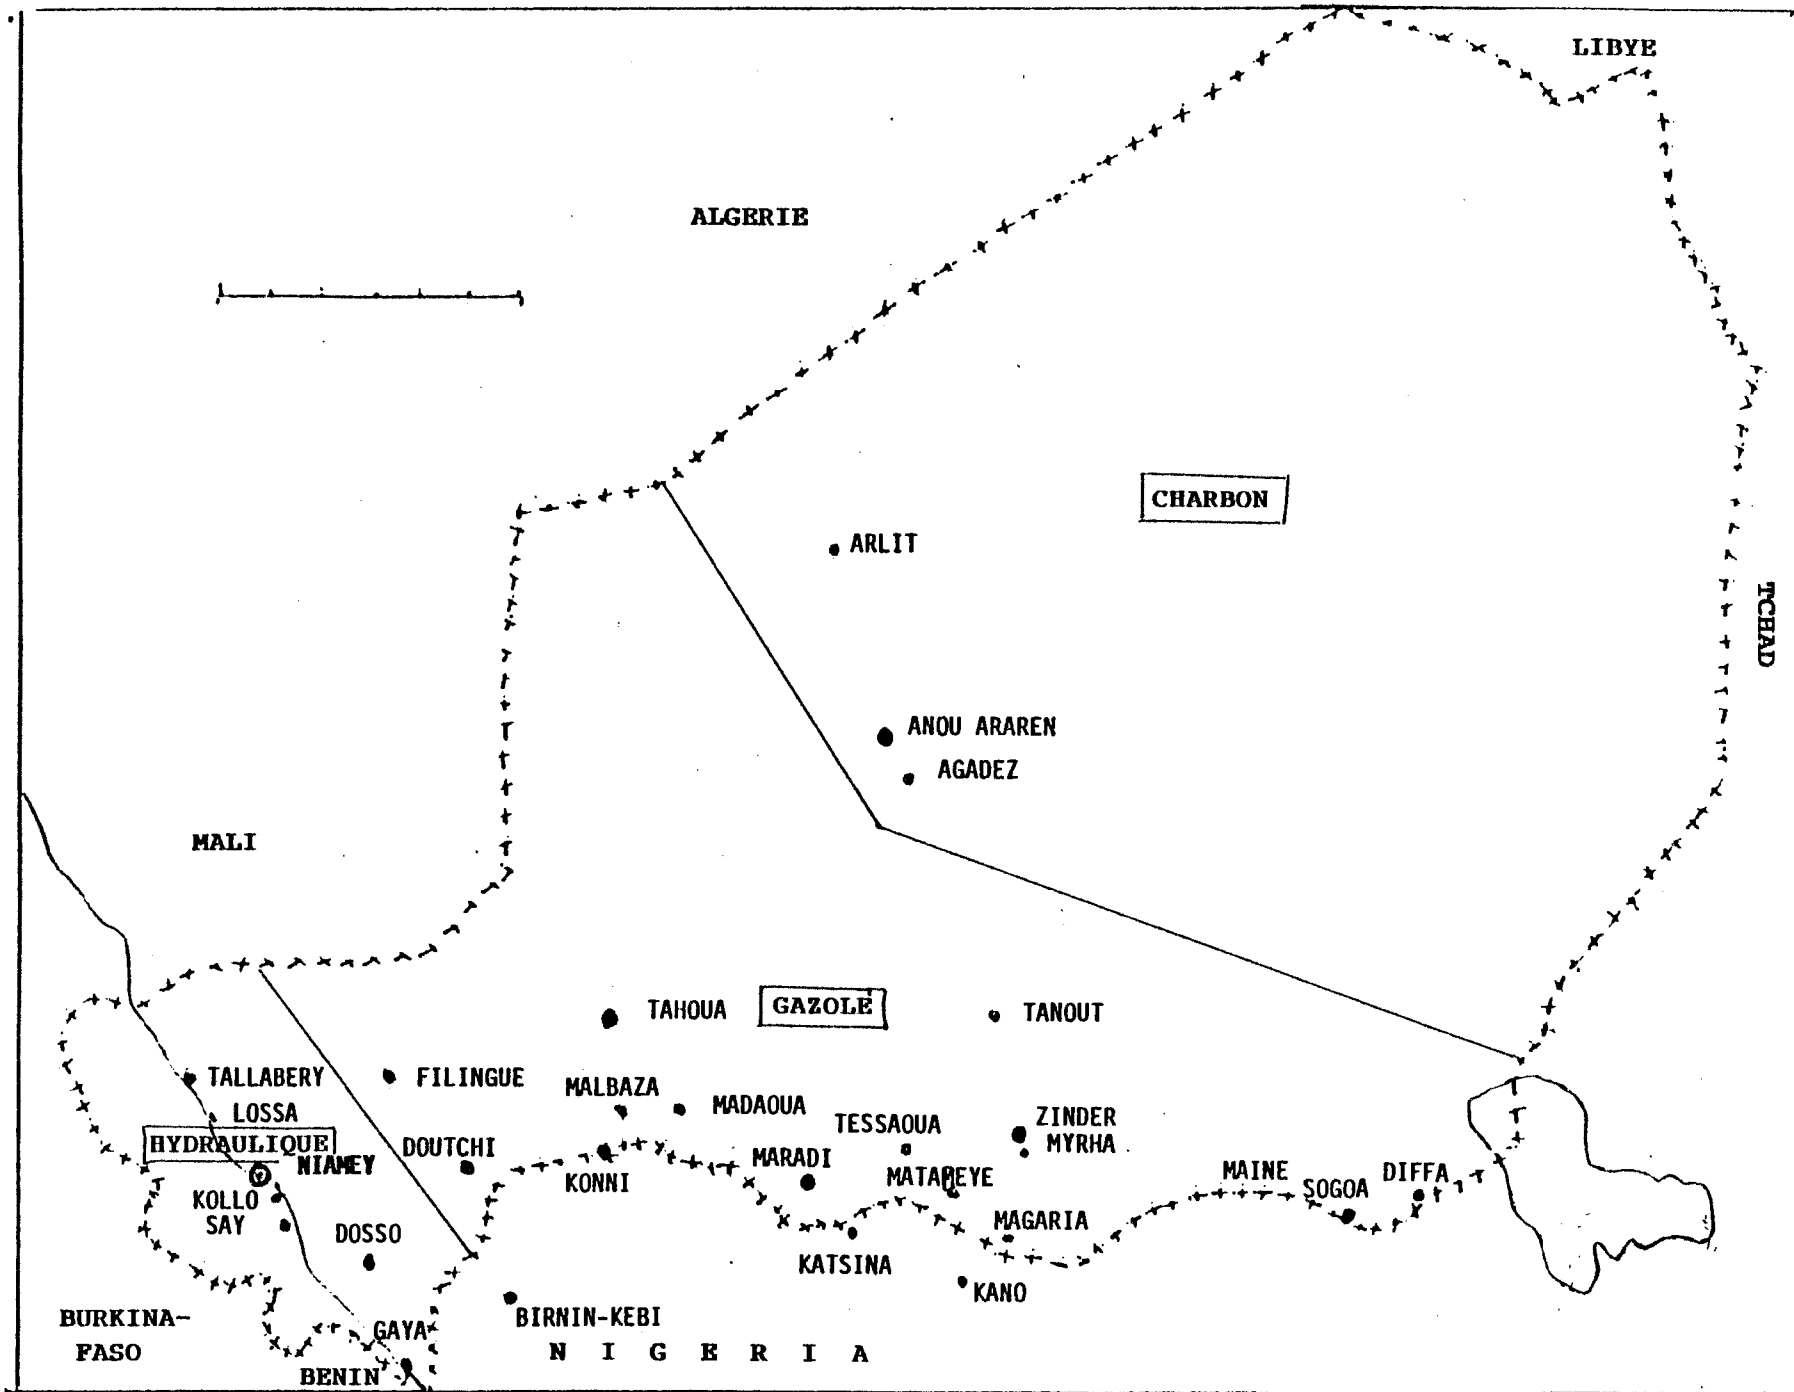 LIBYE
ALGERIE
CHARBON
ARLIT
TCHAD
ANOU ARAREN
AGADEZ
MALI
TAHOUA
GAZOLE
TANOUT
TALLABERY
FILINGUE
MALBAZA
MADAOUA
LOSSA
TESSAOUA
ZINDER
MYRHA
HYDRAULIQUE
DOUTCHI
NIAMEY
KONNI
MARADI
MATAMEYE
MAINE
SOGOA
DIFFA
KOLLO
SAY
DOSSO
MAGARIA
KATSINA
KANO
BIRNIN-KEBI
BURKINA-
FASO
GAYA
BENIN
NIGERIA